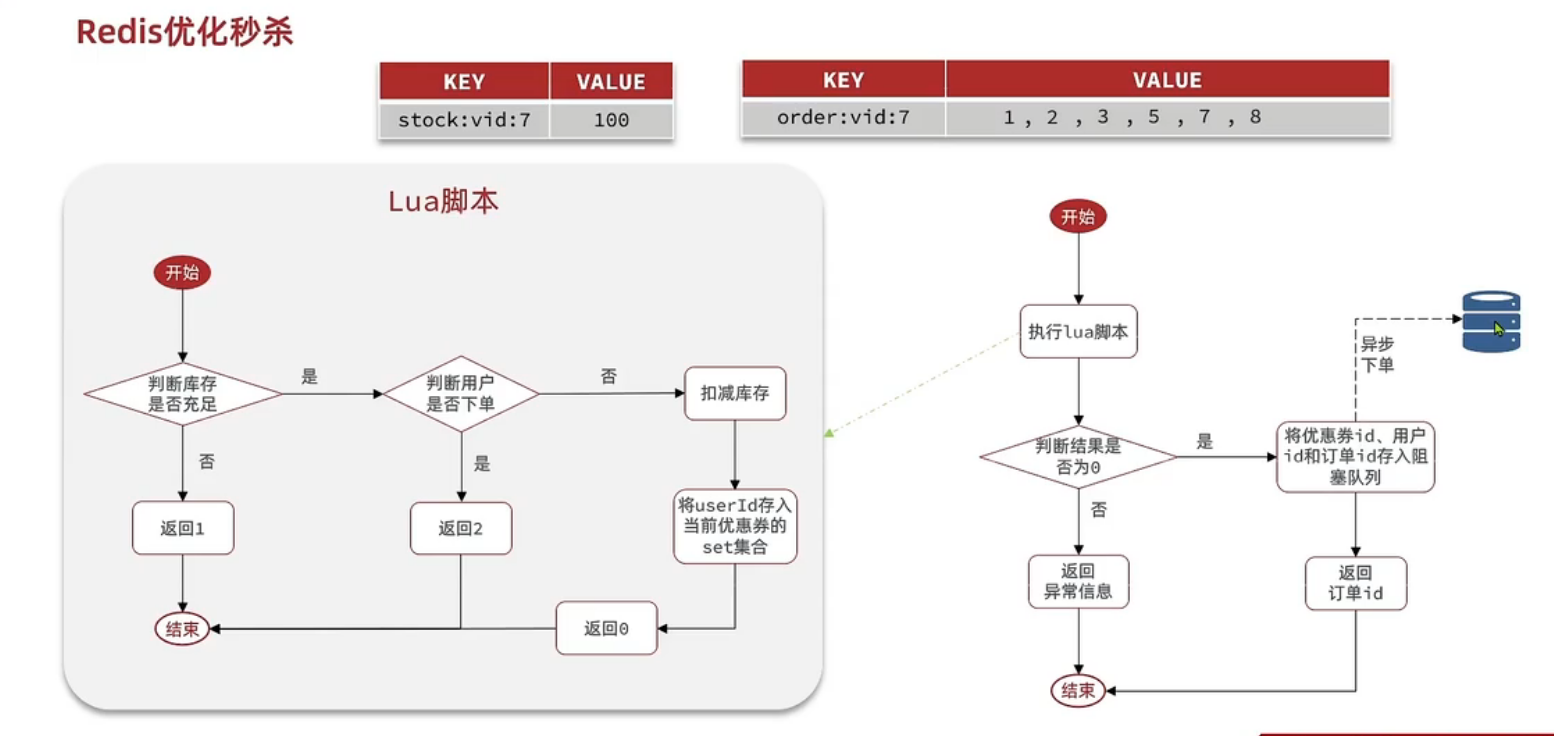 Redis优化秒杀
KEY VALUE
stock:vid:7 100
KEY VALUE
order:vid:7 1 , 2 , 3 , 5 , 7 , 8
Lua脚本
开始
判断库存
是否充足
是
判断用户
是否下单
否
扣减库存
否
是
返回1
返回2
将userId存入
当前优惠券的
set集合
结束
返回0
开始
执行lua脚本
异步
下单
判断结果是
否为0
是
将优惠券id、用户
id和订单id存入阻
塞队列
否
返回
异常信息
返回
订单id
结束